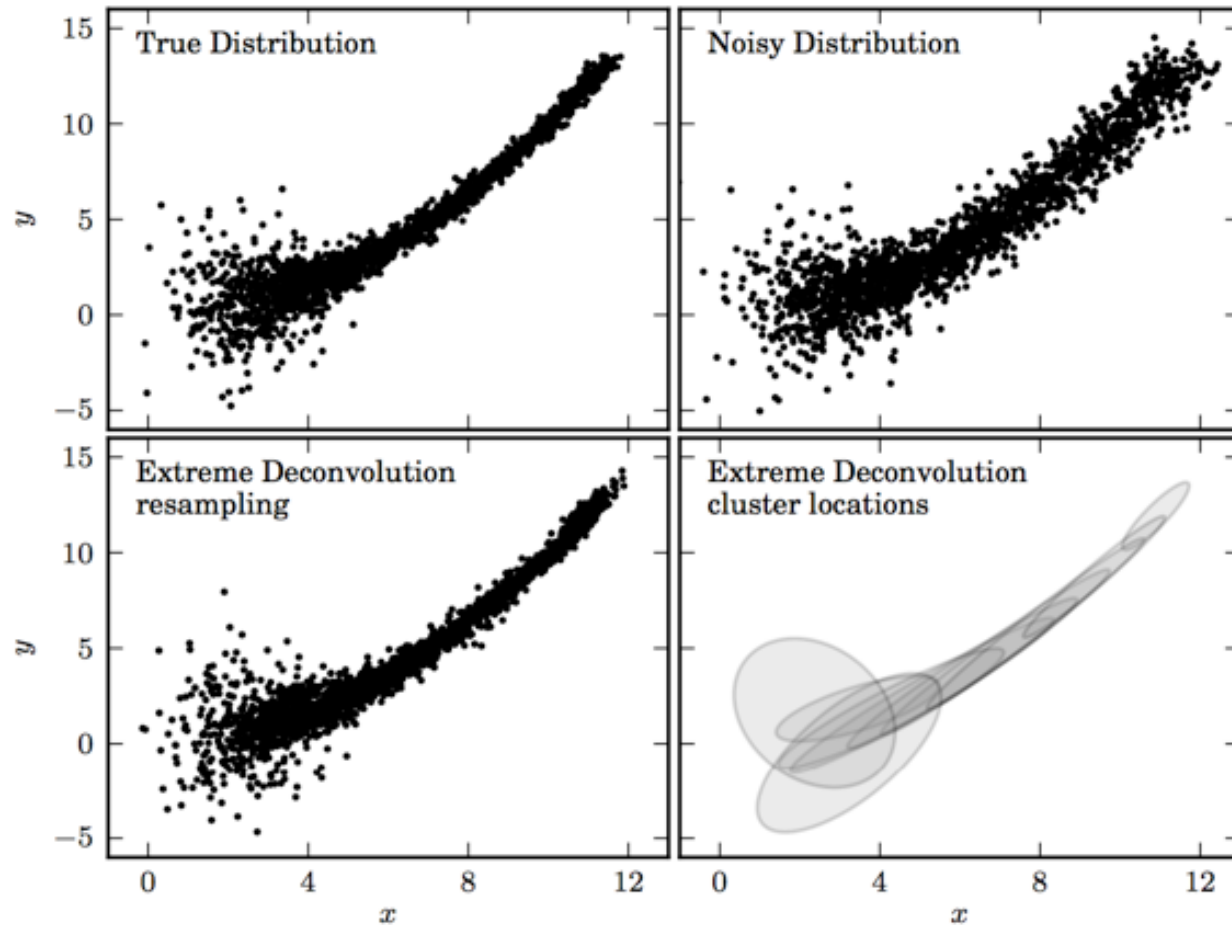 True Distribution
Noisy Distribution
15
10
5
0
−5
y
Extreme Deconvolution
resampling
Extreme Deconvolution
cluster locations
15
10
5
0
−5
y
0 4 8 12
x
0 4 8 12
x